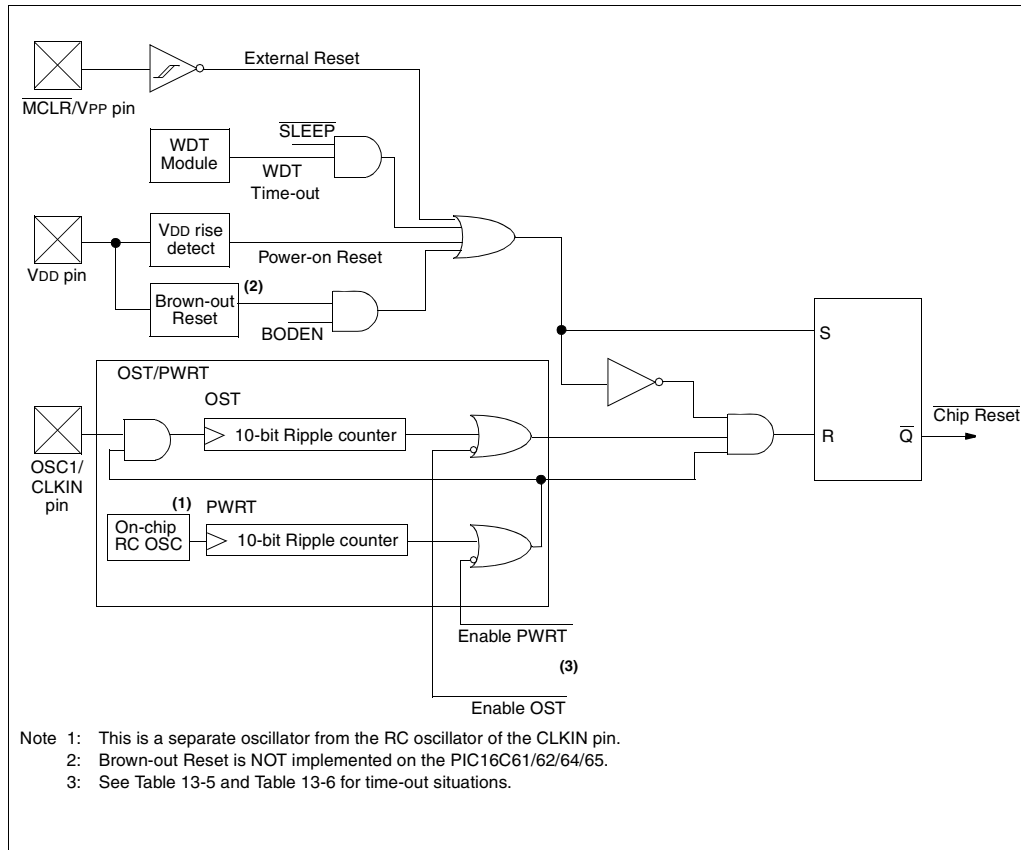 External Reset
MCLR/VPP pin
SLEEP
WDT
Module
WDT
Time-out
VDD rise
detect
Power-on Reset
VDD pin
Brown-out
Reset
(2)
BODEN
OST/PWRT
OST
10-bit Ripple counter
OSC1/
CLKIN
pin
(1)
PWRT
On-chip
RC OSC
10-bit Ripple counter
S
R
Q
Chip Reset
Enable PWRT
(3)
Enable OST
Note 1: This is a separate oscillator from the RC oscillator of the CLKIN pin.
2: Brown-out Reset is NOT implemented on the PIC16C61/62/64/65.
3: See Table 13-5 and Table 13-6 for time-out situations.